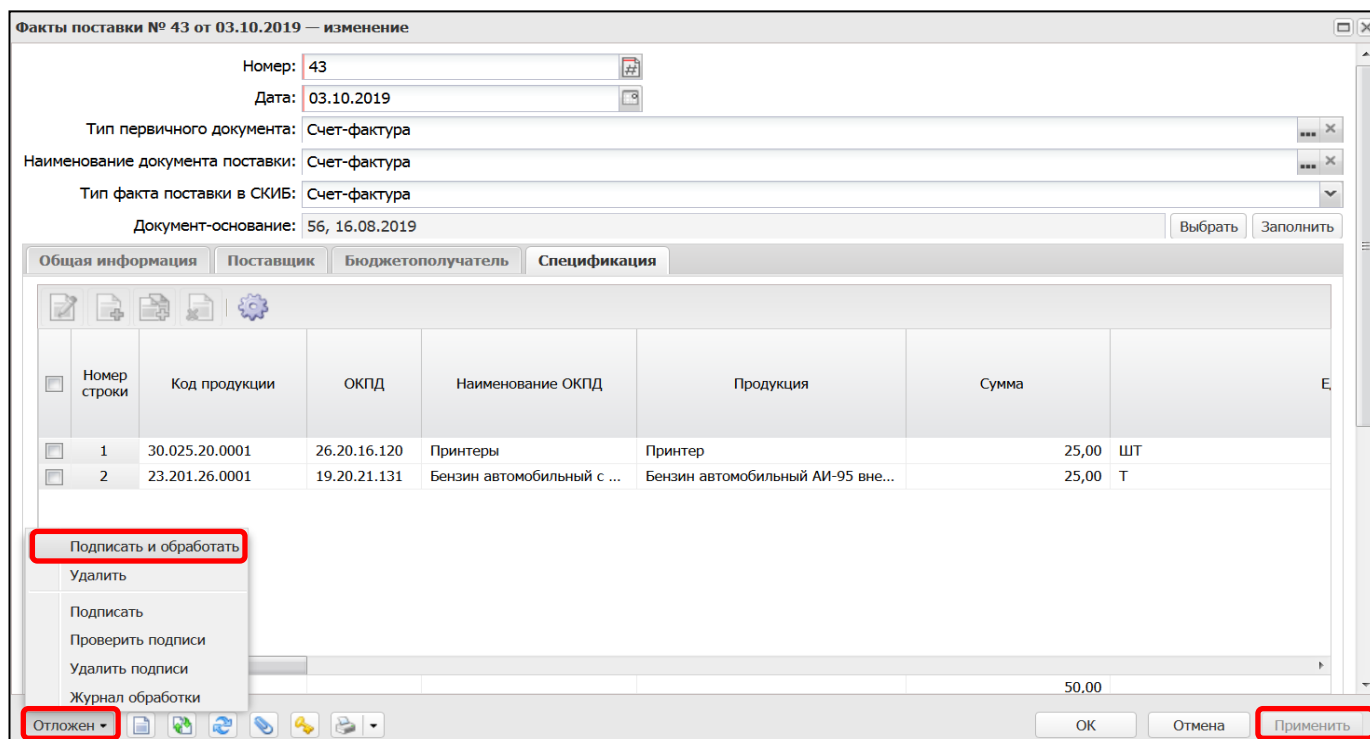 Факты поставки № 43 от 03.10.2019 — изменение
Номер: 43
Дата: 03.10.2019
Тип первичного документа: Счет-фактура
Наименование документа поставки: Счет-фактура
Тип факта поставки в СКИБ: Счет-фактура
Документ-основание: 56, 16.08.2019 Выбрать Заполнить
Общая информация Поставщик Бюджетополучатель Спецификация
Номер строки Код продукции ОКПД Наименование ОКПД Продукция Сумма Е
1 30.025.20.0001 26.20.16.120 Принтеры Принтер 25,00 ШТ
2 23.201.26.0001 19.20.21.131 Бензин автомобильный с ... Бензин автомобильный АИ-95 вне... 25,00 Т
Подписать и обработать
Удалить
Подписать
Проверить подписи
Удалить подписи
Журнал обработки
50,00
Отложен ОК Отмена Применить